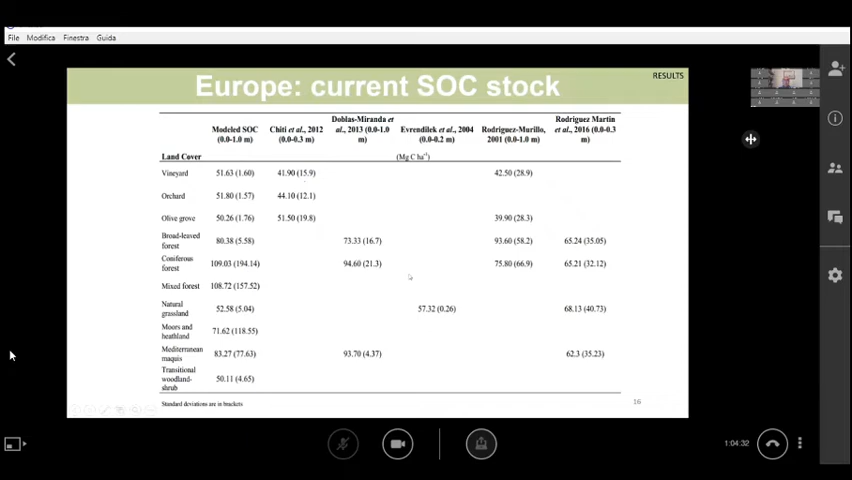 File Modifica Finestra Guida
Europe: current SOC stock
RESULTS
Modeled SOC (0.0-1.0 m) Chiti et al., 2012 (0.0-0.3 m) Doblas-Miranda et al., 2013 (0.0-1.0 m) Evrendilek et al., 2004 (0.0-0.2 m) Rodríguez-Murillo, 2001 (0.0-1.0 m) Rodríguez Martín et al., 2016 (0.0-0.3 m)
Land Cover (Mg C ha⁻¹)
Vineyard 51.63 (1.60) 41.90 (15.9) 42.50 (28.9)
Orchard 51.80 (1.57) 44.10 (12.1)
Olive grove 50.26 (1.76) 51.50 (19.8) 39.90 (28.3)
Broad-leaved forest 80.38 (5.58) 73.33 (16.7) 93.60 (58.2) 65.24 (35.05)
Coniferous forest 109.03 (194.14) 94.60 (21.3) 75.80 (66.9) 65.21 (32.12)
Mixed forest 108.72 (157.52)
Natural grassland 52.58 (5.04) 57.32 (0.26) 68.13 (40.73)
Moors and heathland 71.62 (118.55)
Mediterranean maquis 83.27 (77.63) 93.70 (4.37) 62.3 (35.23)
Transitional woodland-shrub 50.11 (4.65)
Standard deviations are in brackets
16
1:04:32